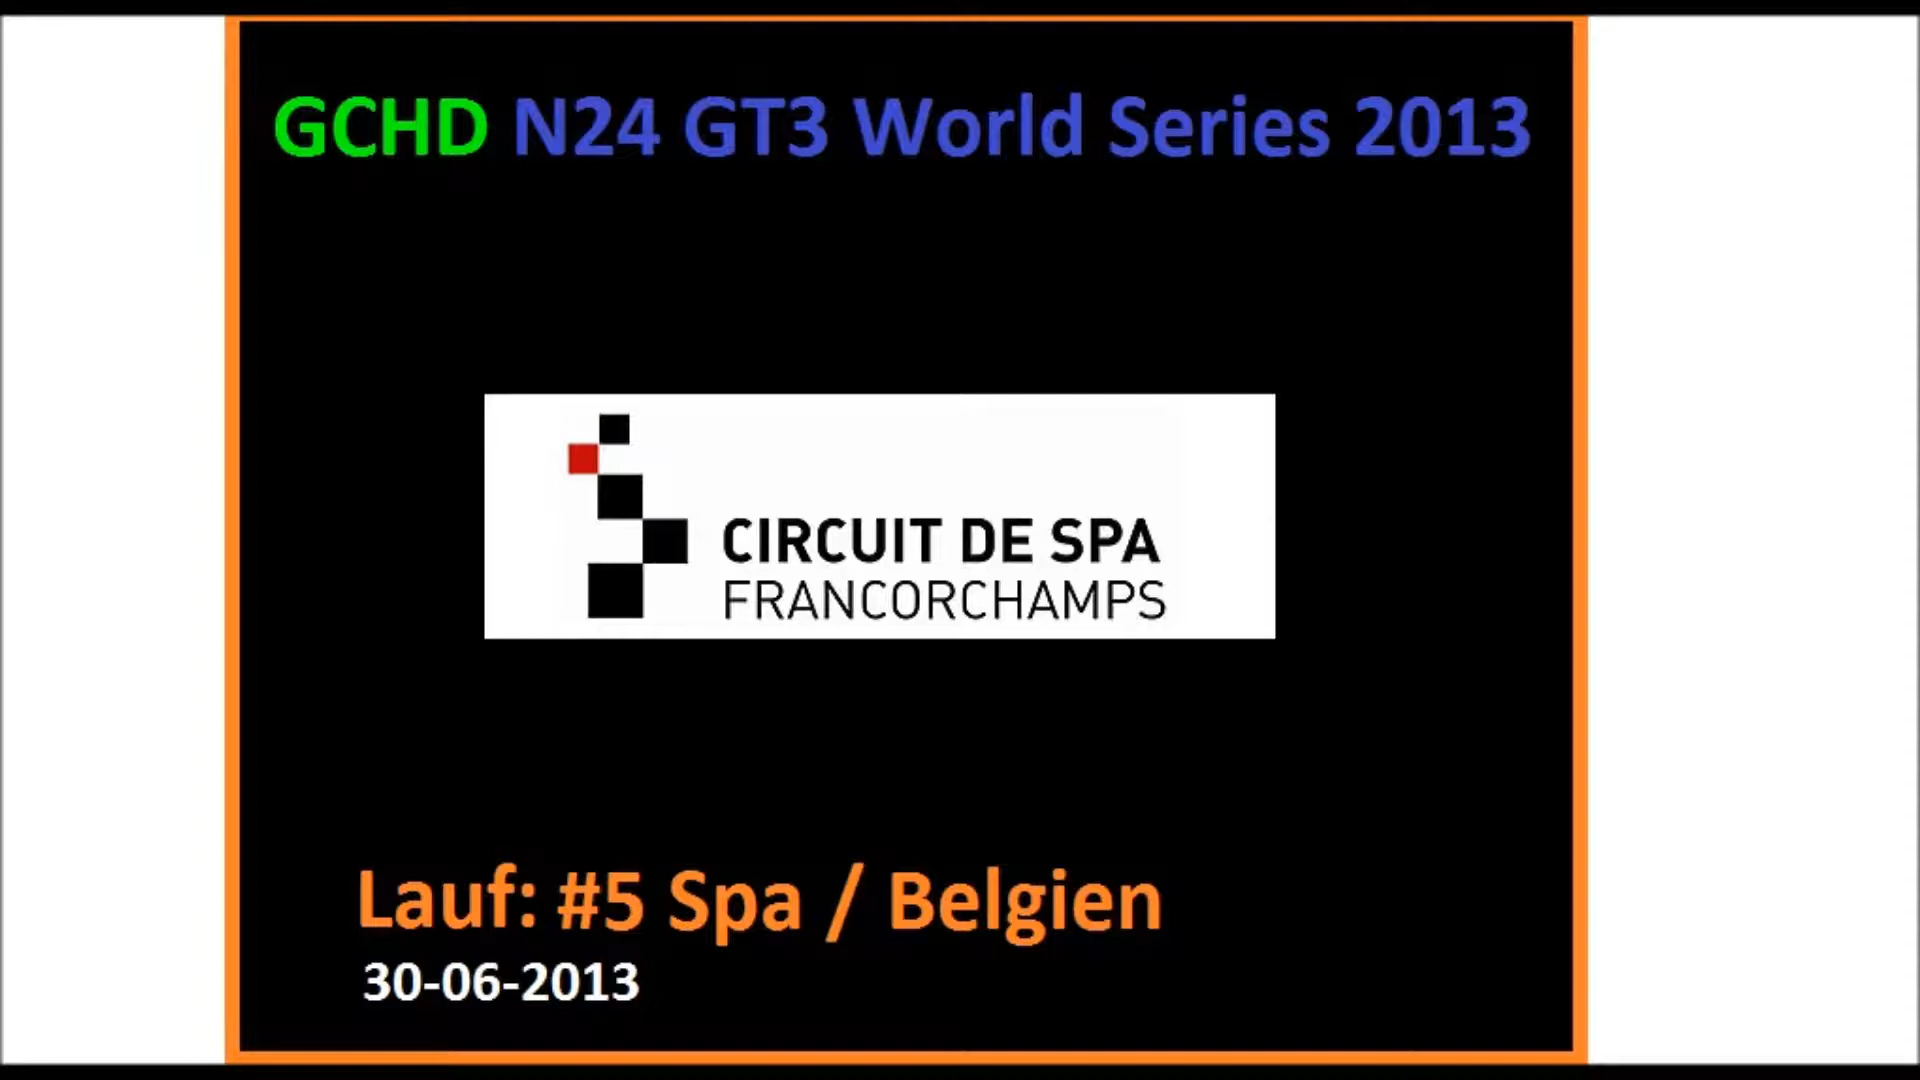 GCHD N24 GT3 World Series 2013
CIRCUIT DE SPA
FRANCORCHAMPS
Lauf: #5 Spa / Belgien
30-06-2013